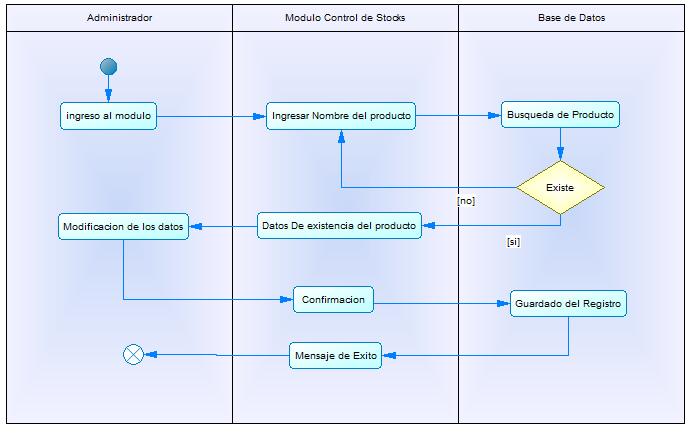 Administrador
Modulo Control de Stocks
Base de Datos
ingreso al modulo
Ingresar Nombre del producto
Busqueda de Producto
Existe
[no]
[si]
Modificacion de los datos
Datos De existencia del producto
Confirmacion
Guardado del Registro
Mensaje de Exito